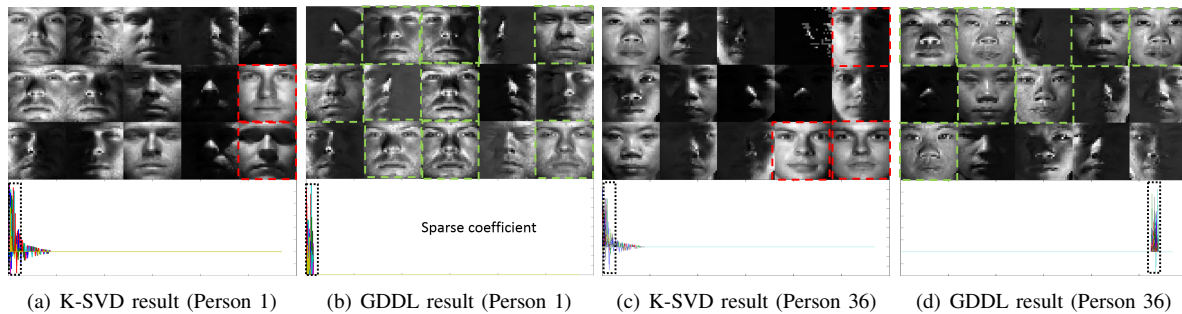 Sparse coefficient
(a) K-SVD result (Person 1)
(b) GDDL result (Person 1)
(c) K-SVD result (Person 36)
(d) GDDL result (Person 36)